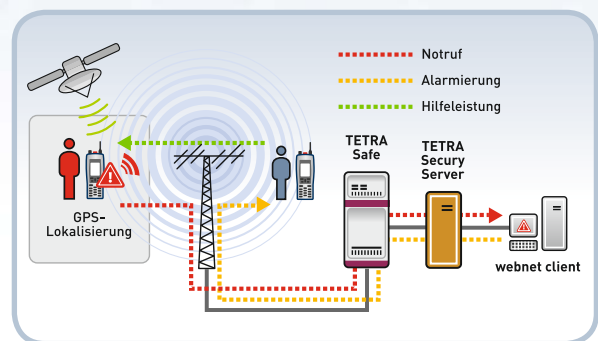 Notruf
Alarmierung
Hilfeleistung
TETRA
Safe
TETRA
Secury
Server
GPS-
Lokalisierung
webnet client